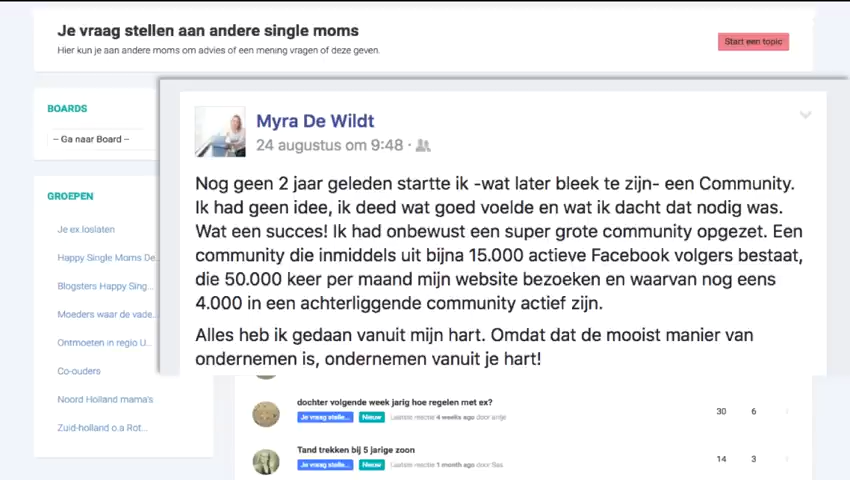 Je vraag stellen aan andere single moms
Hier kun je aan andere moms om advies of een mening vragen of deze geven.
Start een topic
BOARDS
-- Ga naar Board --
GROEPEN
Je ex loslaten
Happy Single Moms De...
Blogsters Happy Sing...
Moeders waar de vade...
Ontmoeten in regio U...
Co-ouders
Noord Holland mama's
Zuid-holland o.a Rot...
Myra De Wildt
24 augustus om 9:48 ·
Nog geen 2 jaar geleden startte ik -wat later bleek te zijn- een Community.
Ik had geen idee, ik deed wat goed voelde en wat ik dacht dat nodig was.
Wat een succes! Ik had onbewust een super grote community opgezet. Een
community die inmiddels uit bijna 15.000 actieve Facebook volgers bestaat,
die 50.000 keer per maand mijn website bezoeken en waarvan nog eens
4.000 in een achterliggende community actief zijn.
Alles heb ik gedaan vanuit mijn hart. Omdat dat de mooist manier van
ondernemen is, ondernemen vanuit je hart!
dochter volgende week jarig hoe regelen met ex?
30 6
Je vraag stelle... Nieuw Laatste reactie 4 weeks ago door antje
Tand trekken bij 5 jarige zoon
14 3
Je vraag stelle... Nieuw Laatste reactie 1 month ago door Bas